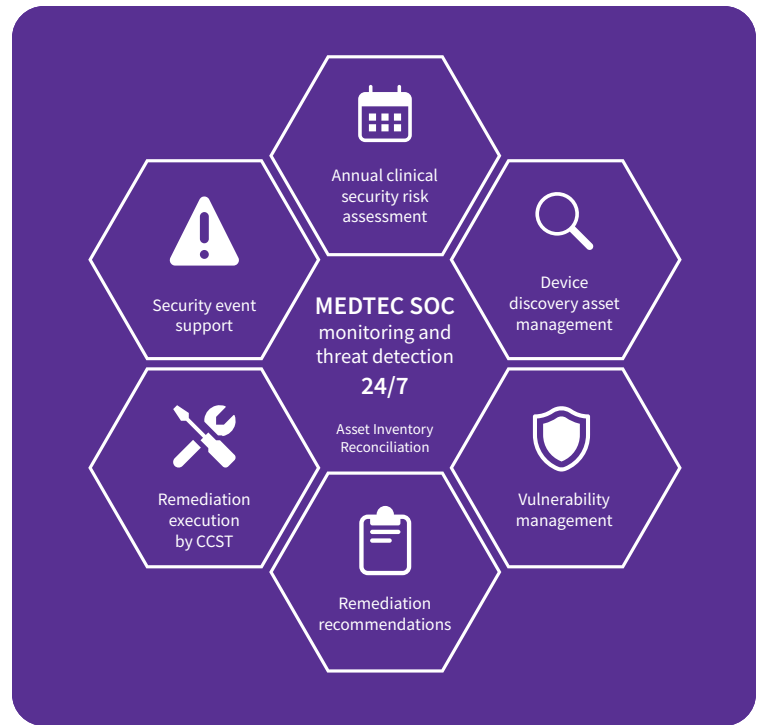 Annual clinical
security risk
assessment
Device
discovery asset
management
Vulnerability
management
Remediation
recommendations
Remediation
execution
by CCST
Security event
support
MEDTEC SOC
monitoring and
threat detection
24/7
Asset Inventory
Reconciliation